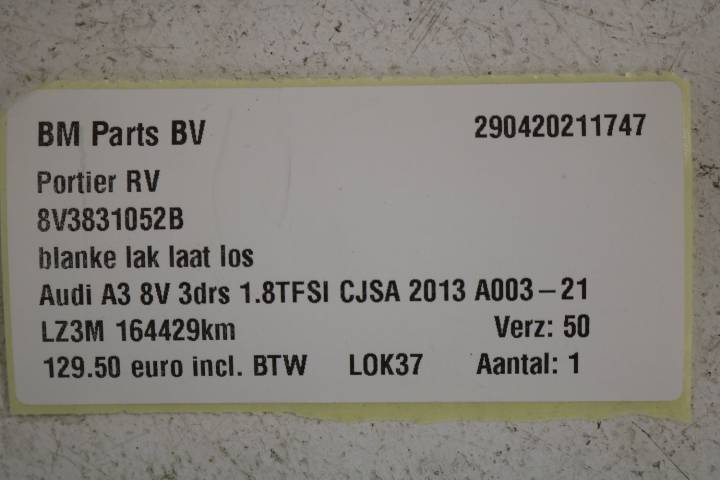 BM Parts BV 290420211747
Portier RV
8V3831052B
blanke lak laat los
Audi A3 8V 3drs 1.8TFSI CJSA 2013 A003-21
LZ3M 164429km Verz: 50
129.50 euro incl. BTW LOK37 Aantal: 1